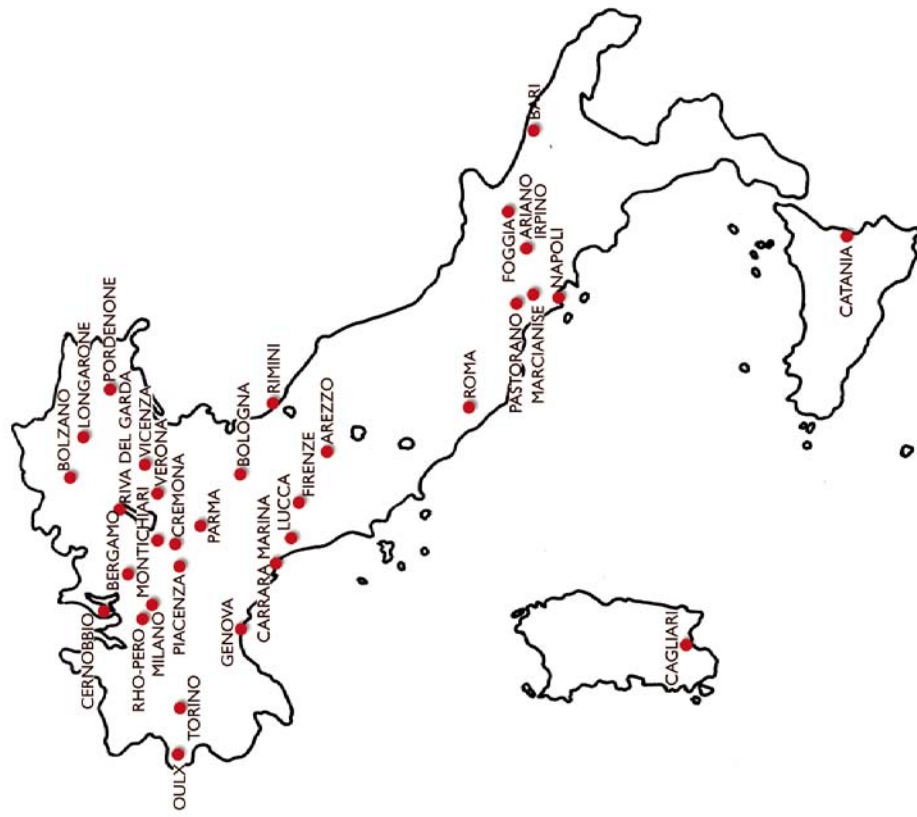 BOLZANO
LONGARONE
PORDENONE
CERNOBBIO
BERGAMO
RIVA DEL GARDA
VICENZA
RHO-PERO
MONTICHIARI
VERONA
MILANO
CREMONA
PIACENZA
PARMA
OULX
TORINO
BOLOGNA
GENOVA
RIMINI
CARRARA MARINA
LUCCA
FIRENZE
AREZZO
ROMA
FOGGIA
ARIANO
IRPINO
BARI
PASTORANO
MARCIANISE
NAPOLI
CAGLIARI
CATANIA